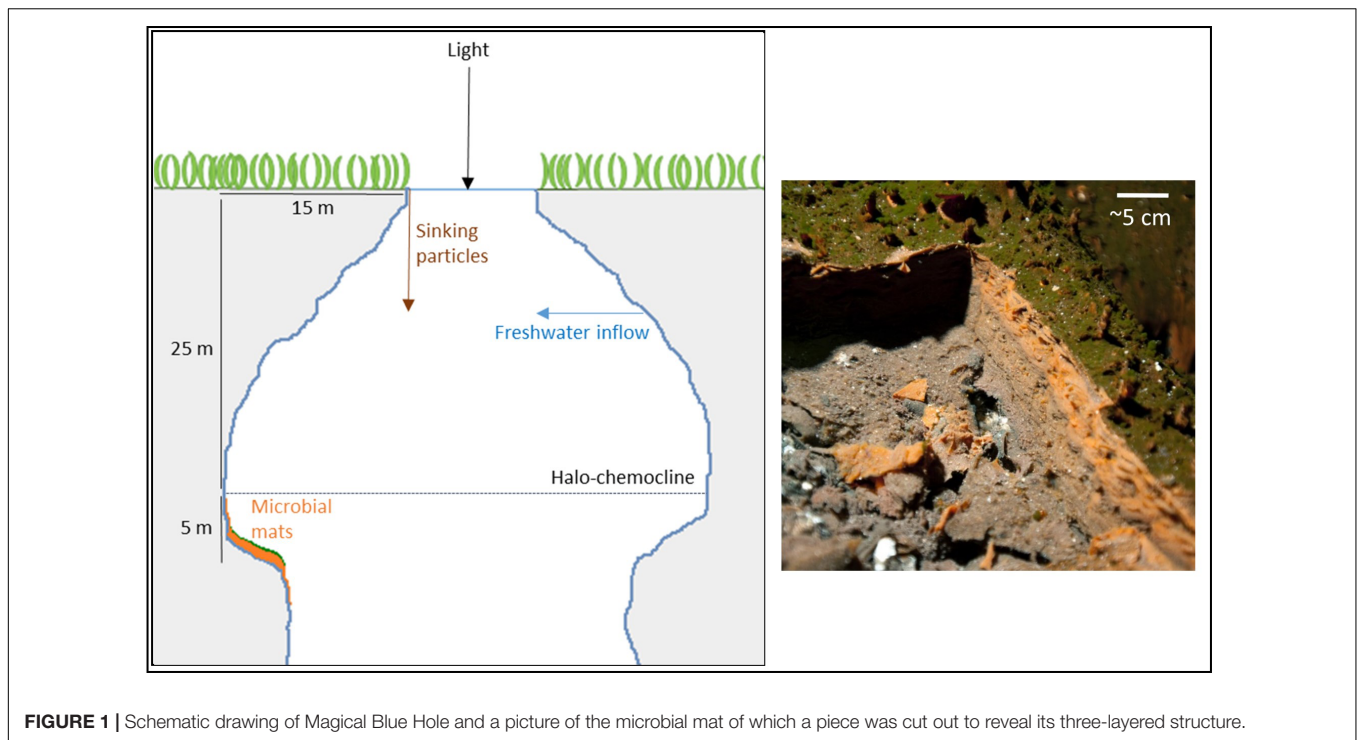 Light
15 m
Sinking
particles
Freshwater inflow
25 m
Halo-chemocline
Microbial
mats
5 m
~5 cm
FIGURE 1 | Schematic drawing of Magical Blue Hole and a picture of the microbial mat of which a piece was cut out to reveal its three-layered structure.